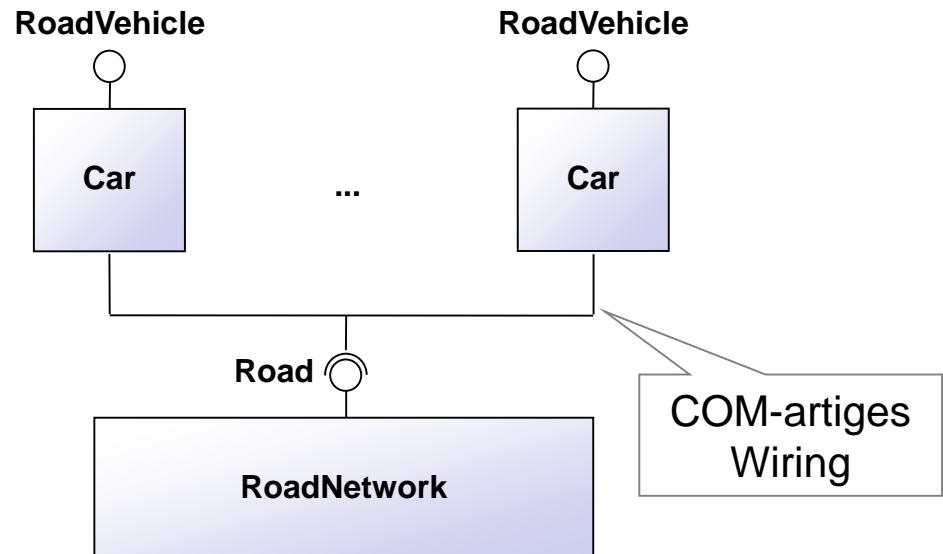 RoadVehicle
RoadVehicle
Car
...
Car
Road
COM-artiges
Wiring
RoadNetwork